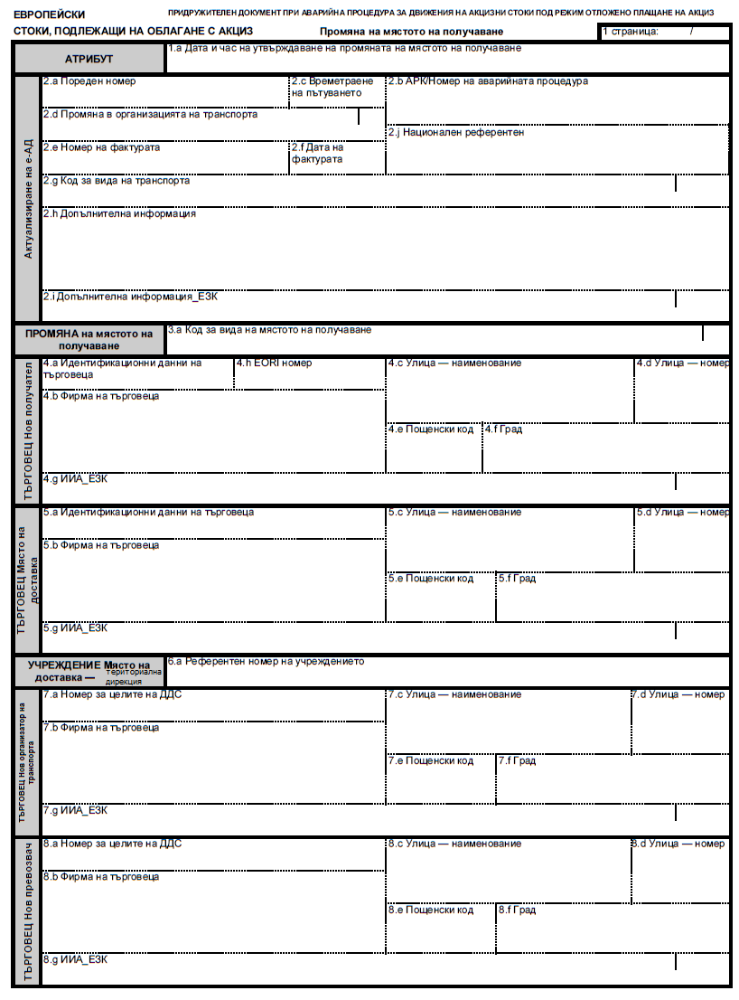 ЕВРОПЕЙСКИ
ПРИДРУЖИТЕЛЕН ДОКУМЕНТ ПРИ АВАРИЙНА ПРОЦЕДУРА ЗА ДВИЖЕНИЯ НА АКЦИЗНИ СТОКИ ПОД РЕЖИМ ОТЛОЖЕНО ПЛАЩАНЕ НА АКЦИЗ
СТОКИ, ПОДЛЕЖАЩИ НА ОБЛАГАНЕ С АКЦИЗ
Промяна на мястото на получаване
1 страница: /
АТРИБУТ
1.a Дата и час на утвърждаване на промяната на мястото на получаване
Актуализиране на е-АД
2.a Пореден номер
2.c Времетраене
на пътуването
2.b АРК/Номер на аварийната процедура
2.d Промяна в организацията на транспорта
2.j Национален референтен
2.e Номер на фактурата
2.f Дата на
фактурата
2.g Код за вида на транспорта
2.h Допълнителна информация
2.i Допълнителна информация_ЕЗК
ПРОМЯНА на мястото на
получаване
3.a Код за вида на мястото на получаване
ТЪРГОВЕЦ Нов получател
4.a Идентификационни данни на
търговеца
4.h EORI номер
4.c Улица — наименование
4.d Улица — номер
4.b Фирма на търговеца
4.e Пощенски код
4.f Град
4.g ИИА_ЕЗК
ТЪРГОВЕЦ Място на
доставка
5.a Идентификационни данни на търговеца
5.c Улица — наименование
5.d Улица — номер
5.b Фирма на търговеца
5.e Пощенски код
5.f Град
5.g ИИА_ЕЗК
УЧРЕЖДЕНИЕ Място на
доставка — териториална
дирекция
6.a Референтен номер на учреждението
ТЪРГОВЕЦ Нов организатор на
транспорта
7.a Номер за целите на ДДС
7.c Улица — наименование
7.d Улица — номер
7.b Фирма на търговеца
7.e Пощенски код
7.f Град
7.g ИИА_ЕЗК
ТЪРГОВЕЦ Нов превозвач
8.a Номер за целите на ДДС
8.c Улица — наименование
8.d Улица — номер
8.b Фирма на търговеца
8.e Пощенски код
8.f Град
8.g ИИА_ЕЗК